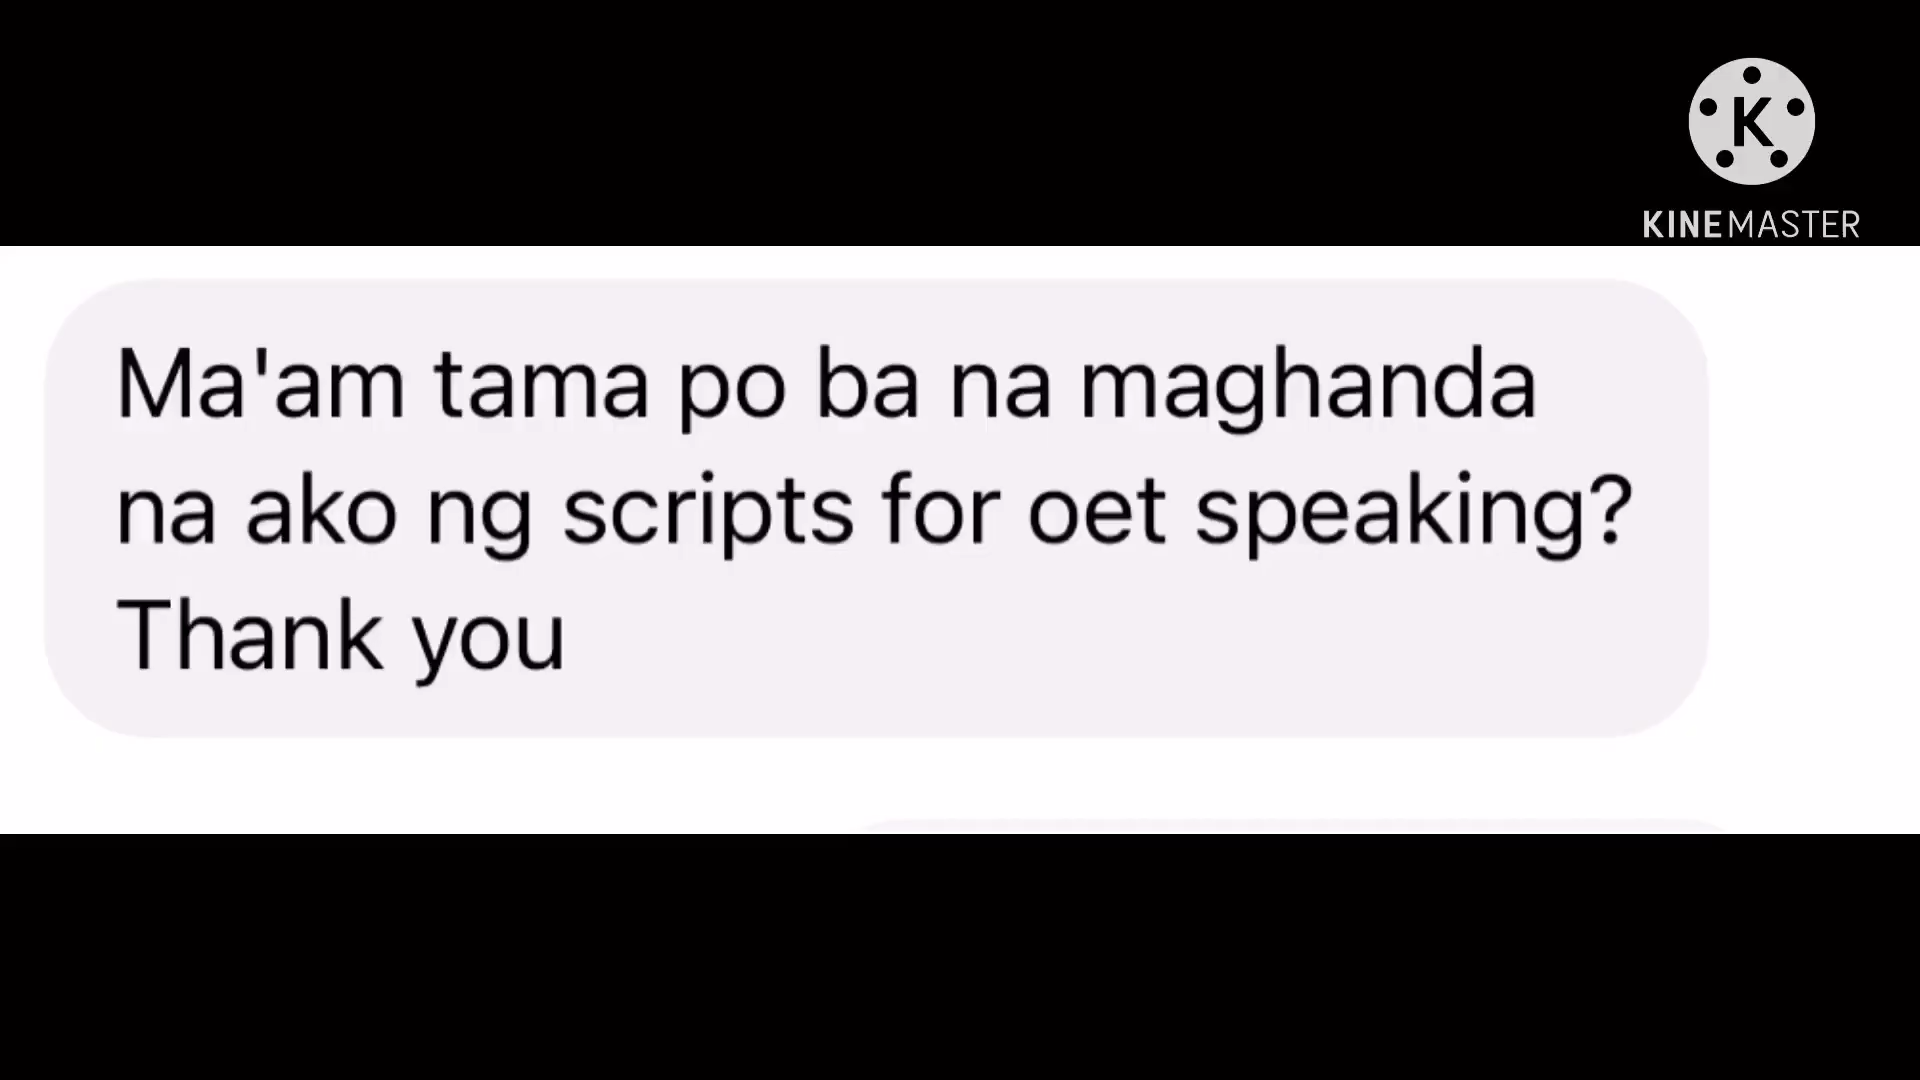 K
KINEMASTER
Ma'am tama po ba na maghanda
na ako ng scripts for oet speaking?
Thank you